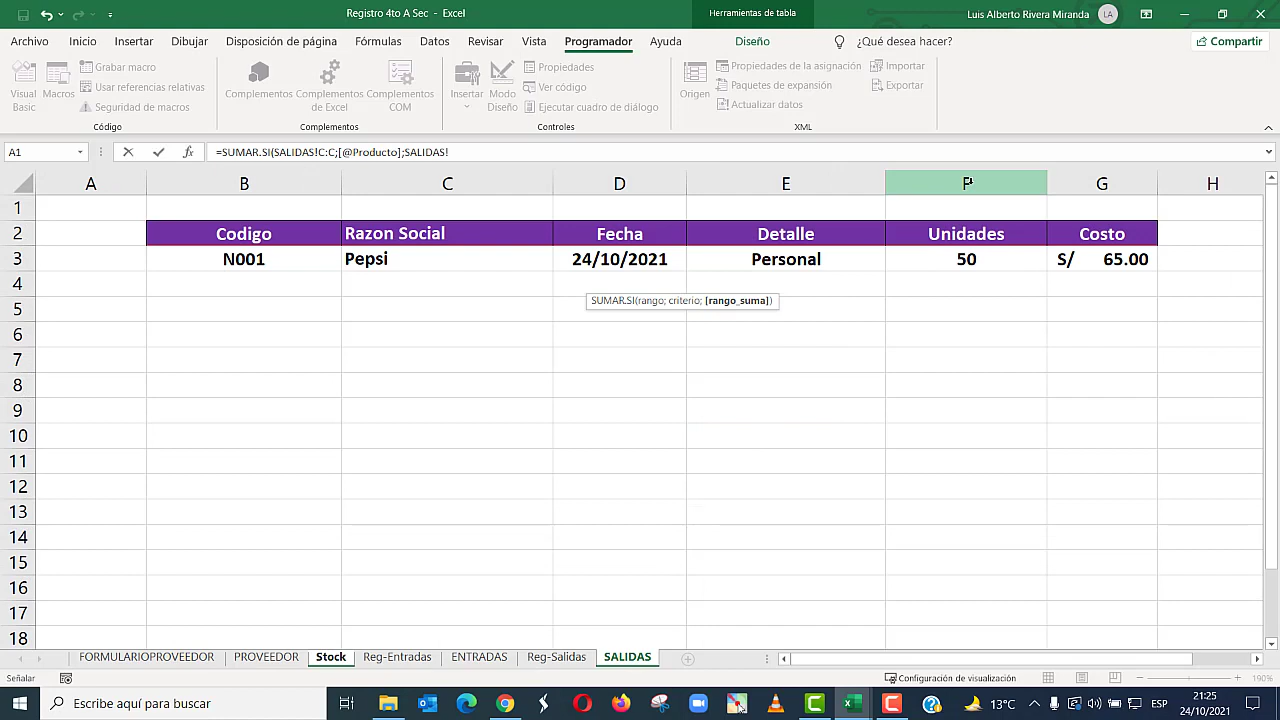 Registro 4to A Sec - Excel
Herramientas de tabla
Luis Alberto Rivera Miranda LA
Archivo Inicio Insertar Dibujar Disposición de página Fórmulas Datos Revisar Vista Programador Ayuda Diseño ¿Qué desea hacer? Compartir
Visual Basic
Macros
Grabar macro
Usar referencias relativas
Seguridad de macros
Código
Complementos
Complementos de Excel
Complementos COM
Complementos
Insertar
Modo Diseño
Propiedades
Ver código
Ejecutar cuadro de diálogo
Controles
Origen
Propiedades de la asignación
Paquetes de expansión
Actualizar datos
Importar
Exportar
XML
A1 fx =SUMAR.SI(SALIDAS!C:C;[@Producto];SALIDAS!
A B C D E F G H
1
2 Codigo Razon Social Fecha Detalle Unidades Costo
3 N001 Pepsi 24/10/2021 Personal 50 S/ 65.00
4
5 SUMAR.SI(rango; criterio; [rango_suma])
6
7
8
9
10
11
12
13
14
15
16
17
18
FORMULARIOPROVEEDOR PROVEEDOR Stock Reg-Entradas ENTRADAS Reg-Salidas SALIDAS
Señalar Configuración de visualización 190%
Escribe aquí para buscar 13°C ESP 21:25
24/10/2021